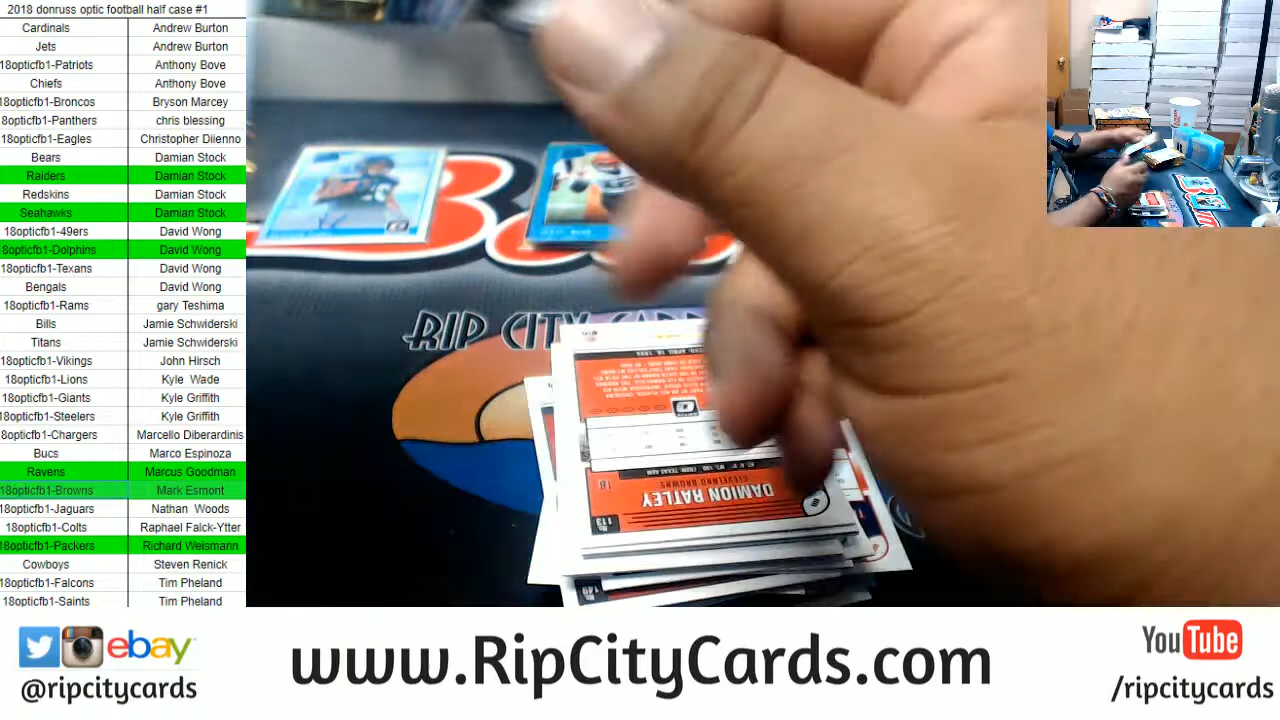 2018 donruss optic football half case #1
Cardinals Andrew Burton
Jets Andrew Burton
18opticfb1-Patriots Anthony Bove
Chiefs Anthony Bove
18opticfb1-Broncos Bryson Marcey
8opticfb1-Panthers chris blessing
18opticfb1-Eagles Christopher Diienno
Bears Damian Stock
Raiders Damian Stock
Redskins Damian Stock
Seahawks Damian Stock
18opticfb1-49ers David Wong
8opticfb1-Dolphins David Wong
18opticfb1-Texans David Wong
Bengals David Wong
18opticfb1-Rams gary Teshima
Bills Jamie Schwiderski
Titans Jamie Schwiderski
18opticfb1-Vikings John Hirsch
18opticfb1-Lions Kyle Wade
18opticfb1-Giants Kyle Griffith
18opticfb1-Steelers Kyle Griffith
8opticfb1-Chargers Marcello Diberardinis
Bucs Marco Espinoza
Ravens Marcus Goodman
18opticfb1-Browns Mark Esmont
18opticfb1-Jaguars Nathan Woods
18opticfb1-Colts Raphael Falck-Ytter
18opticfb1-Packers Richard Weismann
Cowboys Steven Renick
18opticfb1-Falcons Tim Pheland
18opticfb1-Saints Tim Pheland
RIP CITY CARD
DAMION RATLEY
CLEVELAND BROWNS
No. 113
No. 149
ebay
@ripcitycards
www.RipCityCards.com
YouTube
/ripcitycards